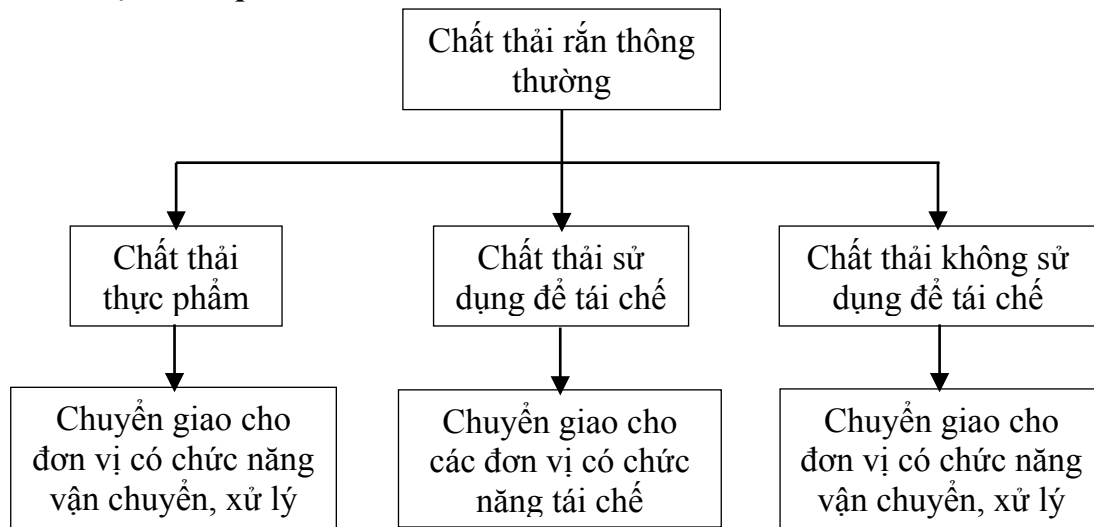 Chất thải rắn thông
thường
Chất thải
thực phẩm
Chất thải sử
dụng để tái chế
Chất thải không sử
dụng để tái chế
Chuyển giao cho
đơn vị có chức năng
vận chuyển, xử lý
Chuyển giao cho
các đơn vị có chức
năng tái chế
Chuyển giao cho
đơn vị có chức năng
vận chuyển, xử lý